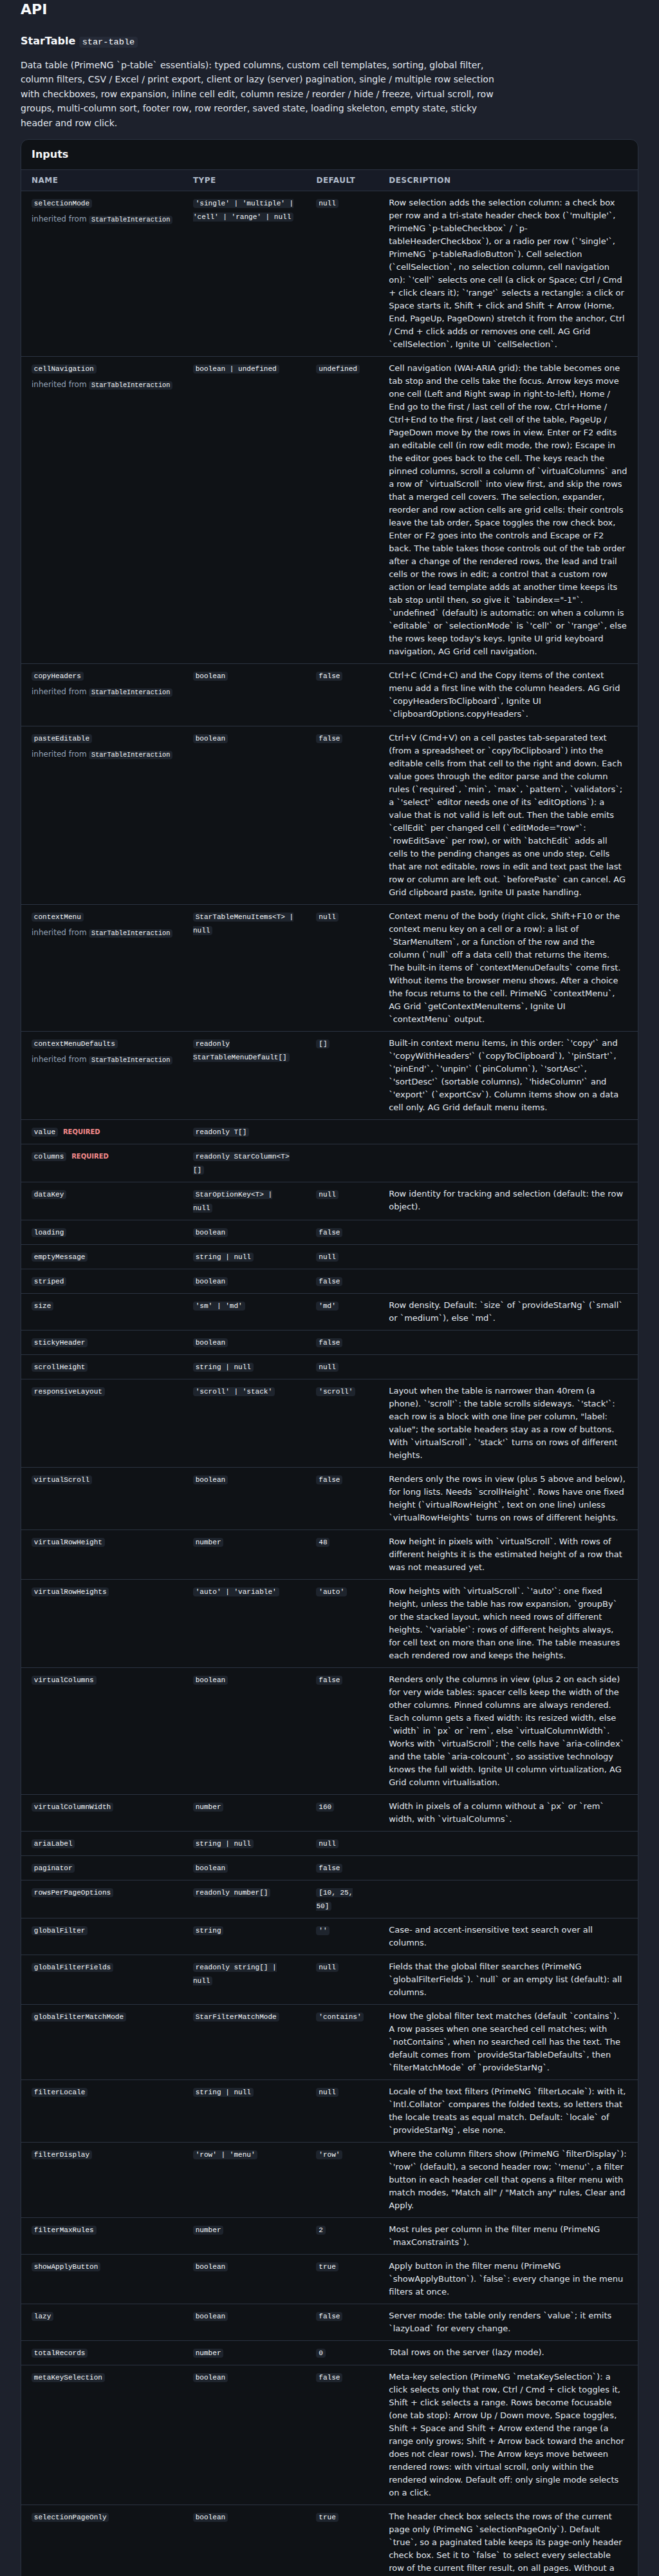 API
StarTable star-table
Data table (PrimeNG `p-table` essentials): typed columns, custom cell templates, sorting, global filter,
column filters, CSV / Excel / print export, client or lazy (server) pagination, single / multiple row selection
with checkboxes, row expansion, inline cell edit, column resize / reorder / hide / freeze, virtual scroll, row
groups, multi-column sort, footer row, row reorder, saved state, loading skeleton, empty state, sticky
header and row click.
Inputs
NAME TYPE DEFAULT DESCRIPTION
selectionMode 'single' | 'multiple' | null Row selection adds the selection column: a check box
inherited from StarTableInteraction 'cell' | 'range' | null per row and a tri-state header check box (`'multiple'`,
PrimeNG `p-tableCheckbox` / `p-
tableHeaderCheckbox`), or a radio per row (`'single'`,
PrimeNG `p-tableRadioButton`). Cell selection
(`cellSelection`, no selection column, cell navigation
on): `'cell'` selects one cell (a click or Space; Ctrl / Cmd
+ click clears it); `'range'` selects a rectangle: a click or
Space starts it, Shift + click and Shift + Arrow (Home,
End, PageUp, PageDown) stretch it from the anchor, Ctrl
/ Cmd + click adds or removes one cell. AG Grid
`cellSelection`, Ignite UI `cellSelection`.
cellNavigation boolean | undefined undefined Cell navigation (WAI-ARIA grid): the table becomes one
inherited from StarTableInteraction tab stop and the cells take the focus. Arrow keys move
one cell (Left and Right swap in right-to-left), Home /
End go to the first / last cell of the row, Ctrl+Home /
Ctrl+End to the first / last cell of the table, PageUp /
PageDown move by the rows in view. Enter or F2 edits
an editable cell (in row edit mode, the row); Escape in
the editor goes back to the cell. The keys reach the
pinned columns, scroll a column of `virtualColumns` and
a row of `virtualScroll` into view first, and skip the rows
that a merged cell covers. The selection, expander,
reorder and row action cells are grid cells: their controls
leave the tab order, Space toggles the row check box,
Enter or F2 goes into the controls and Escape or F2
back. The table takes those controls out of the tab order
after a change of the rendered rows, the lead and trail
cells or the rows in edit; a control that a custom row
action or lead template adds at another time keeps its
tab stop until then, so give it `tabindex="-1"`.
`undefined` (default) is automatic: on when a column is
`editable` or `selectionMode` is `'cell'` or `'range'`, else
the rows keep today's keys. Ignite UI grid keyboard
navigation, AG Grid cell navigation.
copyHeaders boolean false Ctrl+C (Cmd+C) and the Copy items of the context
inherited from StarTableInteraction menu add a first line with the column headers. AG Grid
`copyHeadersToClipboard`, Ignite UI
`clipboardOptions.copyHeaders`.
pasteEditable boolean false Ctrl+V (Cmd+V) on a cell pastes tab-separated text
inherited from StarTableInteraction (from a spreadsheet or `copyToClipboard`) into the
editable cells from that cell to the right and down. Each
value goes through the editor parse and the column
rules (`required`, `min`, `max`, `pattern`, `validators`;
a `'select'` editor needs one of its `editOptions`): a
value that is not valid is left out. Then the table emits
`cellEdit` per changed cell (`editMode="row"`:
`rowEditSave` per row), or with `batchEdit` adds all
cells to the pending changes as one undo step. Cells
that are not editable, rows in edit and text past the last
row or column are left out. `beforePaste` can cancel. AG
Grid clipboard paste, Ignite UI paste handling.
contextMenu StarTableMenuItems<T> | null Context menu of the body (right click, Shift+F10 or the
inherited from StarTableInteraction null context menu key on a cell or a row): a list of
`StarMenuItem`, or a function of the row and the
column (`null` off a data cell) that returns the items.
The built-in items of `contextMenuDefaults` come first.
Without items the browser menu shows. After a choice
the focus returns to the cell. PrimeNG `contextMenu`,
AG Grid `getContextMenuItems`, Ignite UI
`contextMenu` output.
contextMenuDefaults readonly [] Built-in context menu items, in this order: `'copy'` and
inherited from StarTableInteraction StarTableMenuDefault[] `'copyWithHeaders'` (`copyToClipboard`), `'pinStart'`,
`'pinEnd'`, `'unpin'` (`pinColumn`), `'sortAsc'`,
`'sortDesc'` (sortable columns), `'hideColumn'` and
`'export'` (`exportCsv`). Column items show on a data
cell only. AG Grid default menu items.
value REQUIRED readonly T[]
columns REQUIRED readonly StarColumn<T>
[]
dataKey StarOptionKey<T> | null Row identity for tracking and selection (default: the row
null object).
loading boolean false
emptyMessage string | null null
striped boolean false
size 'sm' | 'md' 'md' Row density. Default: `size` of `provideStarNg` (`small`
or `medium`), else `md`.
stickyHeader boolean false
scrollHeight string | null null
responsiveLayout 'scroll' | 'stack' 'scroll' Layout when the table is narrower than 40rem (a
phone). `'scroll'`: the table scrolls sideways. `'stack'`:
each row is a block with one line per column, "label:
value"; the sortable headers stay as a row of buttons.
With `virtualScroll`, `'stack'` turns on rows of different
heights.
virtualScroll boolean false Renders only the rows in view (plus 5 above and below),
for long lists. Needs `scrollHeight`. Rows have one fixed
height (`virtualRowHeight`, text on one line) unless
`virtualRowHeights` turns on rows of different heights.
virtualRowHeight number 48 Row height in pixels with `virtualScroll`. With rows of
different heights it is the estimated height of a row that
was not measured yet.
virtualRowHeights 'auto' | 'variable' 'auto' Row heights with `virtualScroll`. `'auto'`: one fixed
height, unless the table has row expansion, `groupBy`
or the stacked layout, which need rows of different
heights. `'variable'`: rows of different heights always,
for cell text on more than one line. The table measures
each rendered row and keeps the heights.
virtualColumns boolean false Renders only the columns in view (plus 2 on each side)
for very wide tables: spacer cells keep the width of the
other columns. Pinned columns are always rendered.
Each column gets a fixed width: its resized width, else
`width` in `px` or `rem`, else `virtualColumnWidth`.
Works with `virtualScroll`; the cells have `aria-colindex`
and the table `aria-colcount`, so assistive technology
knows the full width. Ignite UI column virtualization, AG
Grid column virtualisation.
virtualColumnWidth number 160 Width in pixels of a column without a `px` or `rem`
width, with `virtualColumns`.
ariaLabel string | null null
paginator boolean false
rowsPerPageOptions readonly number[] [10, 25,
50]
globalFilter string '' Case- and accent-insensitive text search over all
columns.
globalFilterFields readonly string[] | null Fields that the global filter searches (PrimeNG
null `globalFilterFields`). `null` or an empty list (default): all
columns.
globalFilterMatchMode StarFilterMatchMode 'contains' How the global filter text matches (default `contains`).
A row passes when one searched cell matches; with
`notContains`, when no searched cell has the text. The
default comes from `provideStarTableDefaults`, then
`filterMatchMode` of `provideStarNg`.
filterLocale string | null null Locale of the text filters (PrimeNG `filterLocale`): with it,
`Intl.Collator` compares the folded texts, so letters that
the locale treats as equal match. Default: `locale` of
`provideStarNg`, else none.
filterDisplay 'row' | 'menu' 'row' Where the column filters show (PrimeNG `filterDisplay`):
`'row'` (default), a second header row; `'menu'`, a filter
button in each header cell that opens a filter menu with
match modes, "Match all" / "Match any" rules, Clear and
Apply.
filterMaxRules number 2 Most rules per column in the filter menu (PrimeNG
`maxConstraints`).
showApplyButton boolean true Apply button in the filter menu (PrimeNG
`showApplyButton`). `false`: every change in the menu
filters at once.
lazy boolean false Server mode: the table only renders `value`; it emits
`lazyLoad` for every change.
totalRecords number 0 Total rows on the server (lazy mode).
metaKeySelection boolean false Meta-key selection (PrimeNG `metaKeySelection`): a
click selects only that row, Ctrl / Cmd + click toggles it,
Shift + click selects a range. Rows become focusable
(one tab stop): Arrow Up / Down move, Space toggles,
Shift + Space and Shift + Arrow extend the range (a
range only grows; Shift + Arrow back toward the anchor
does not clear rows). The Arrow keys move between
rendered rows: with virtual scroll, only within the
rendered window. Default off: only single mode selects
on a click.
selectionPageOnly boolean true The header check box selects the rows of the current
page only (PrimeNG `selectionPageOnly`). Default
`true`, so a paginated table keeps its page-only header
check box. Set it to `false` to select every selectable
row of the current filter result, on all pages. Without a